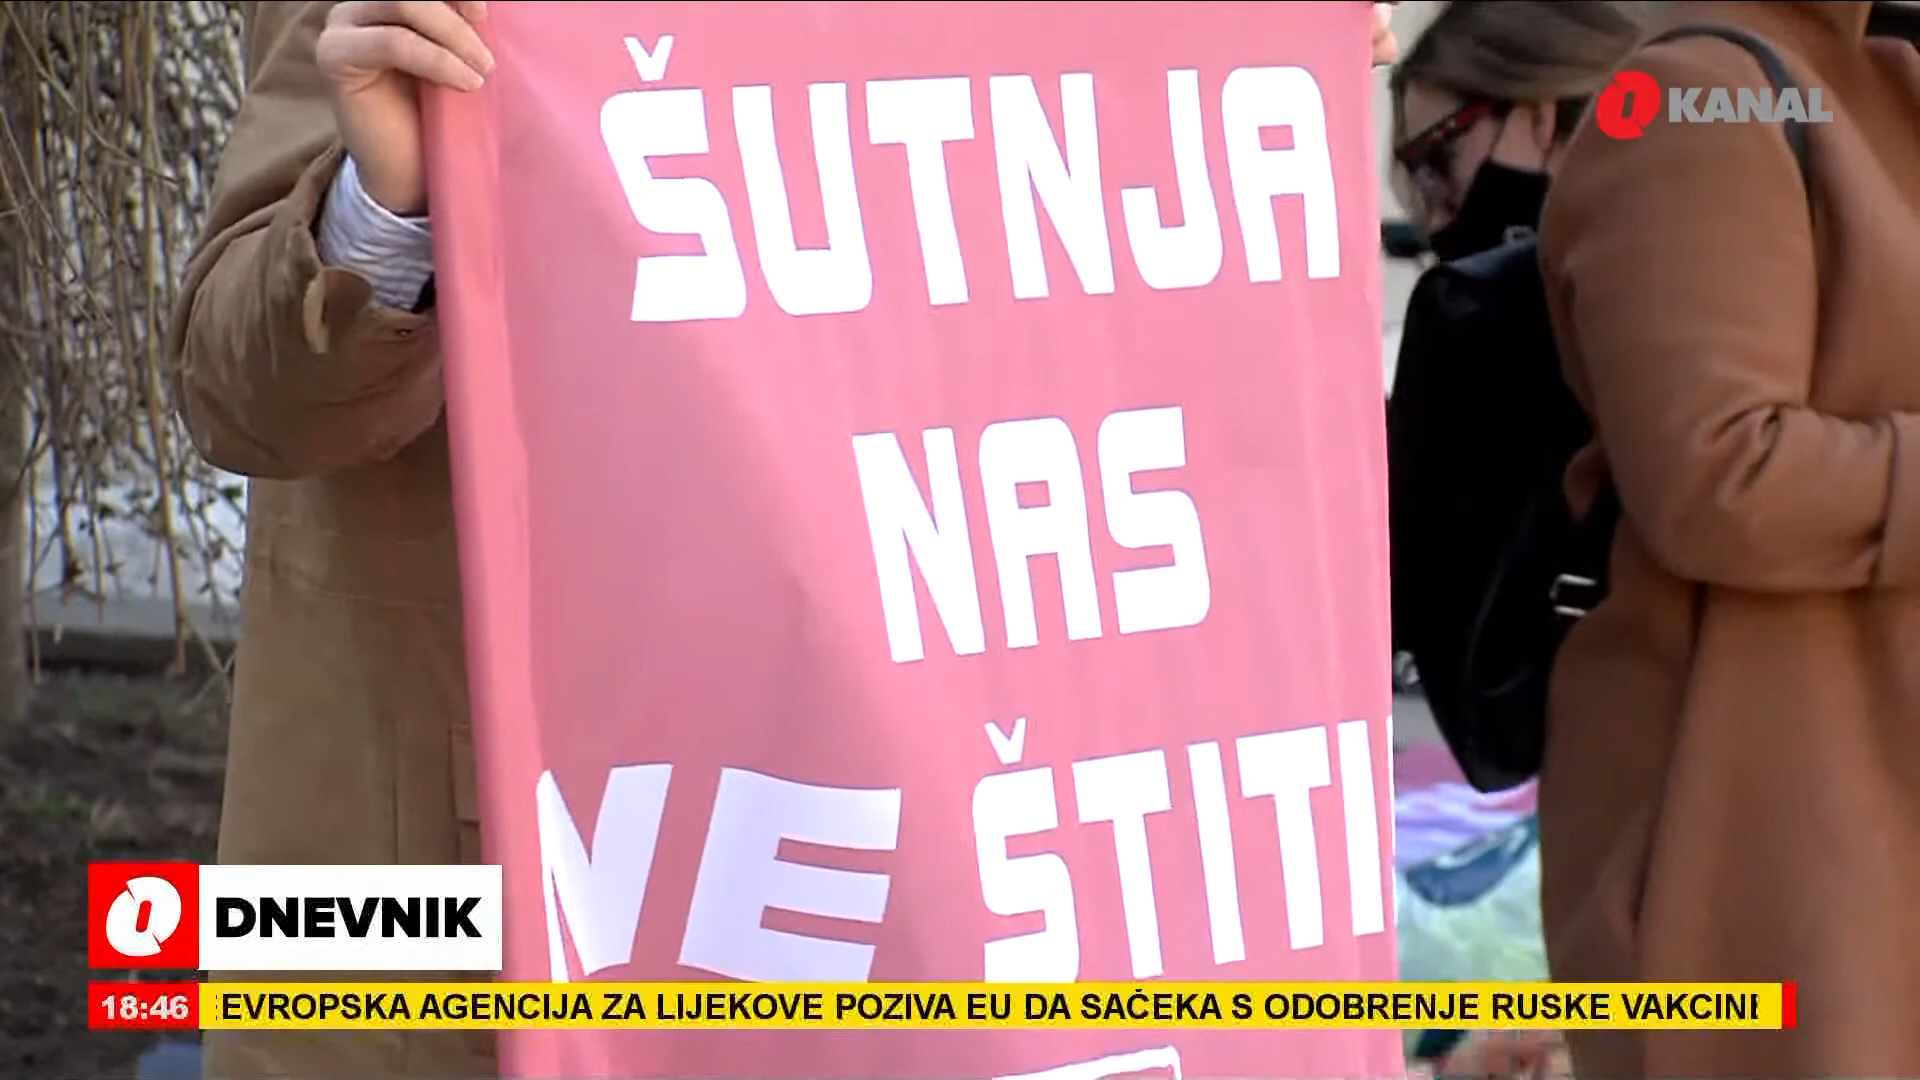 ŠUTNJA
KANAL
NAS
NE ŠTITI
DNEVNIK
18:46 EVROPSKA AGENCIJA ZA LIJEKOVE POZIVA EU DA SAČEKA S ODOBRENJE RUSKE VAKCINE